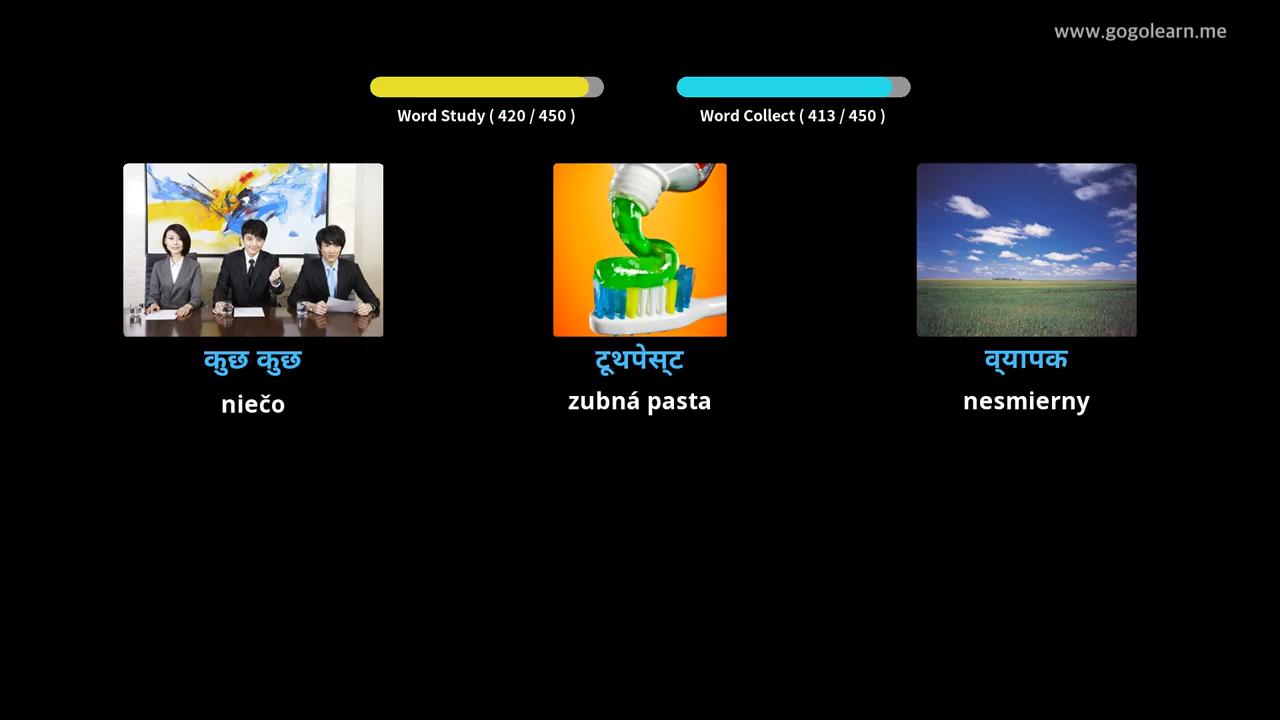 www.gogolearn.me
Word Study ( 420 / 450 )
Word Collect ( 413 / 450 )
कुछ कुछ
टूथपेस्ट
व्यापक
niečo
zubná pasta
nesmierny